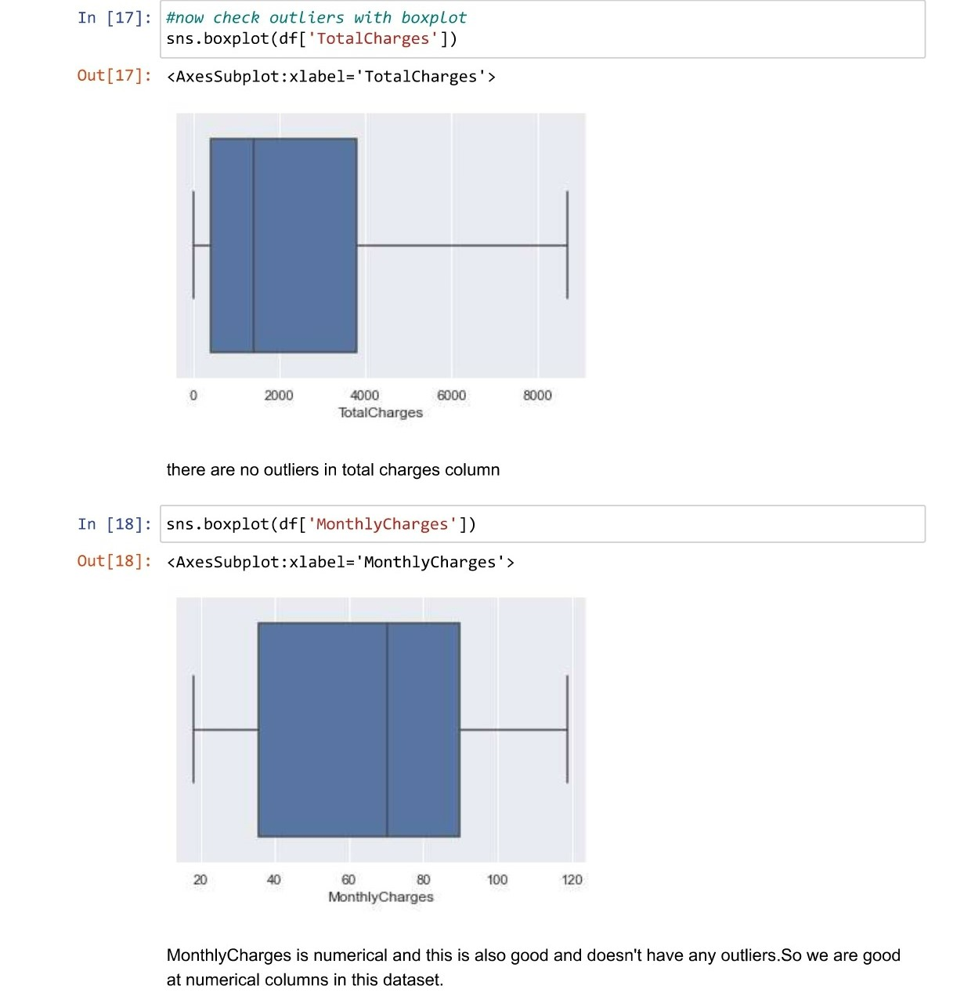 In [17]: #now check outliers with boxplot
sns.boxplot(df['TotalCharges'])
Out[17]: <AxesSubplot:xlabel='TotalCharges'>
0 2000 4000 6000 8000
TotalCharges
there are no outliers in total charges column
In [18]: sns.boxplot(df['MonthlyCharges'])
Out[18]: <AxesSubplot:xlabel='MonthlyCharges'>
20 40 60 80 100 120
MonthlyCharges
MonthlyCharges is numerical and this is also good and doesn't have any outliers.So we are good
at numerical columns in this dataset.